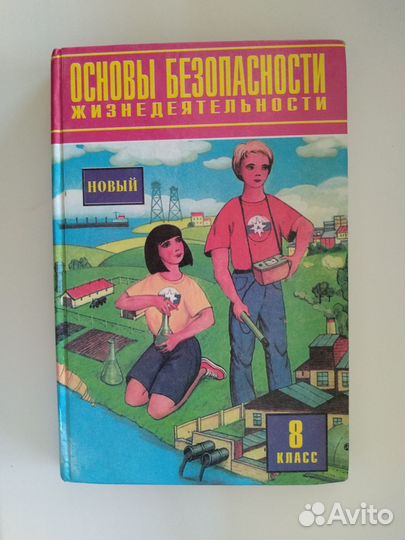 ОСНОВЫ БЕЗОПАСНОСТИ
ЖИЗНЕДЕЯТЕЛЬНОСТИ
НОВЫЙ
8
КЛАСС
Avito